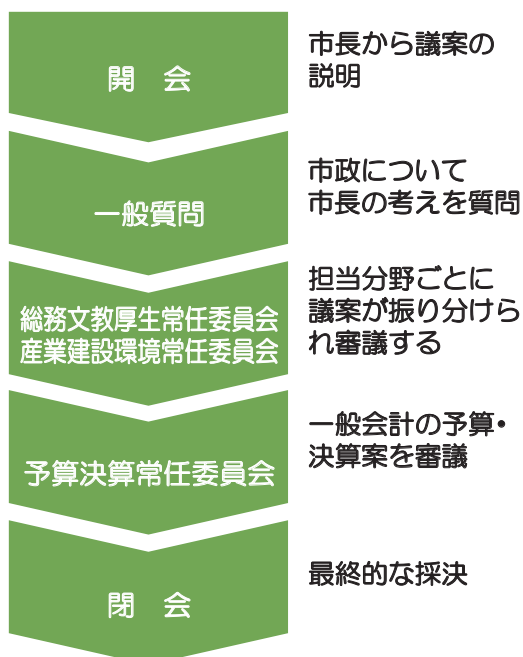 開　会
市長から議案の
説明
一般質問
市政について
市長の考えを質問
総務文教厚生常任委員会
産業建設環境常任委員会
担当分野ごとに
議案が振り分けら
れ審議する
予算決算常任委員会
一般会計の予算・
決算案を審議
閉　会
最終的な採決